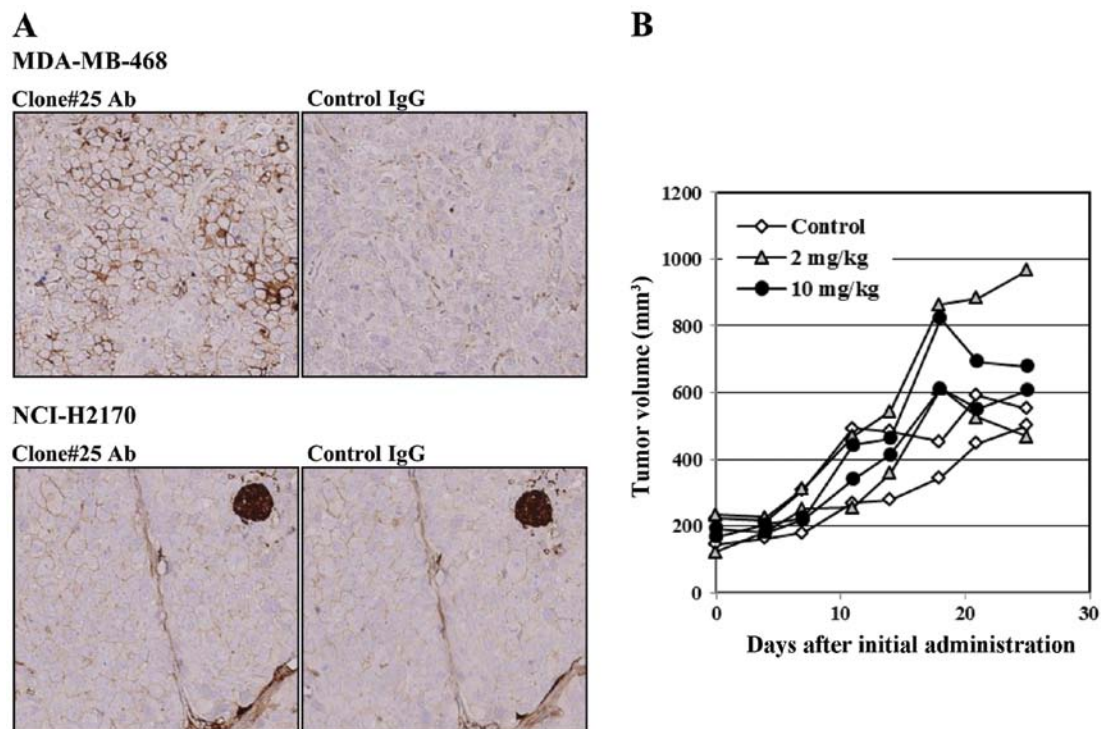 A
MDA-MB-468
Clone#25 Ab Control IgG
NCI-H2170
Clone#25 Ab Control IgG
B
1200
1000
800
600
400
200
0
Tumor volume (mm³)
Control
2 mg/kg
10 mg/kg
0 10 20 30
Days after initial administration